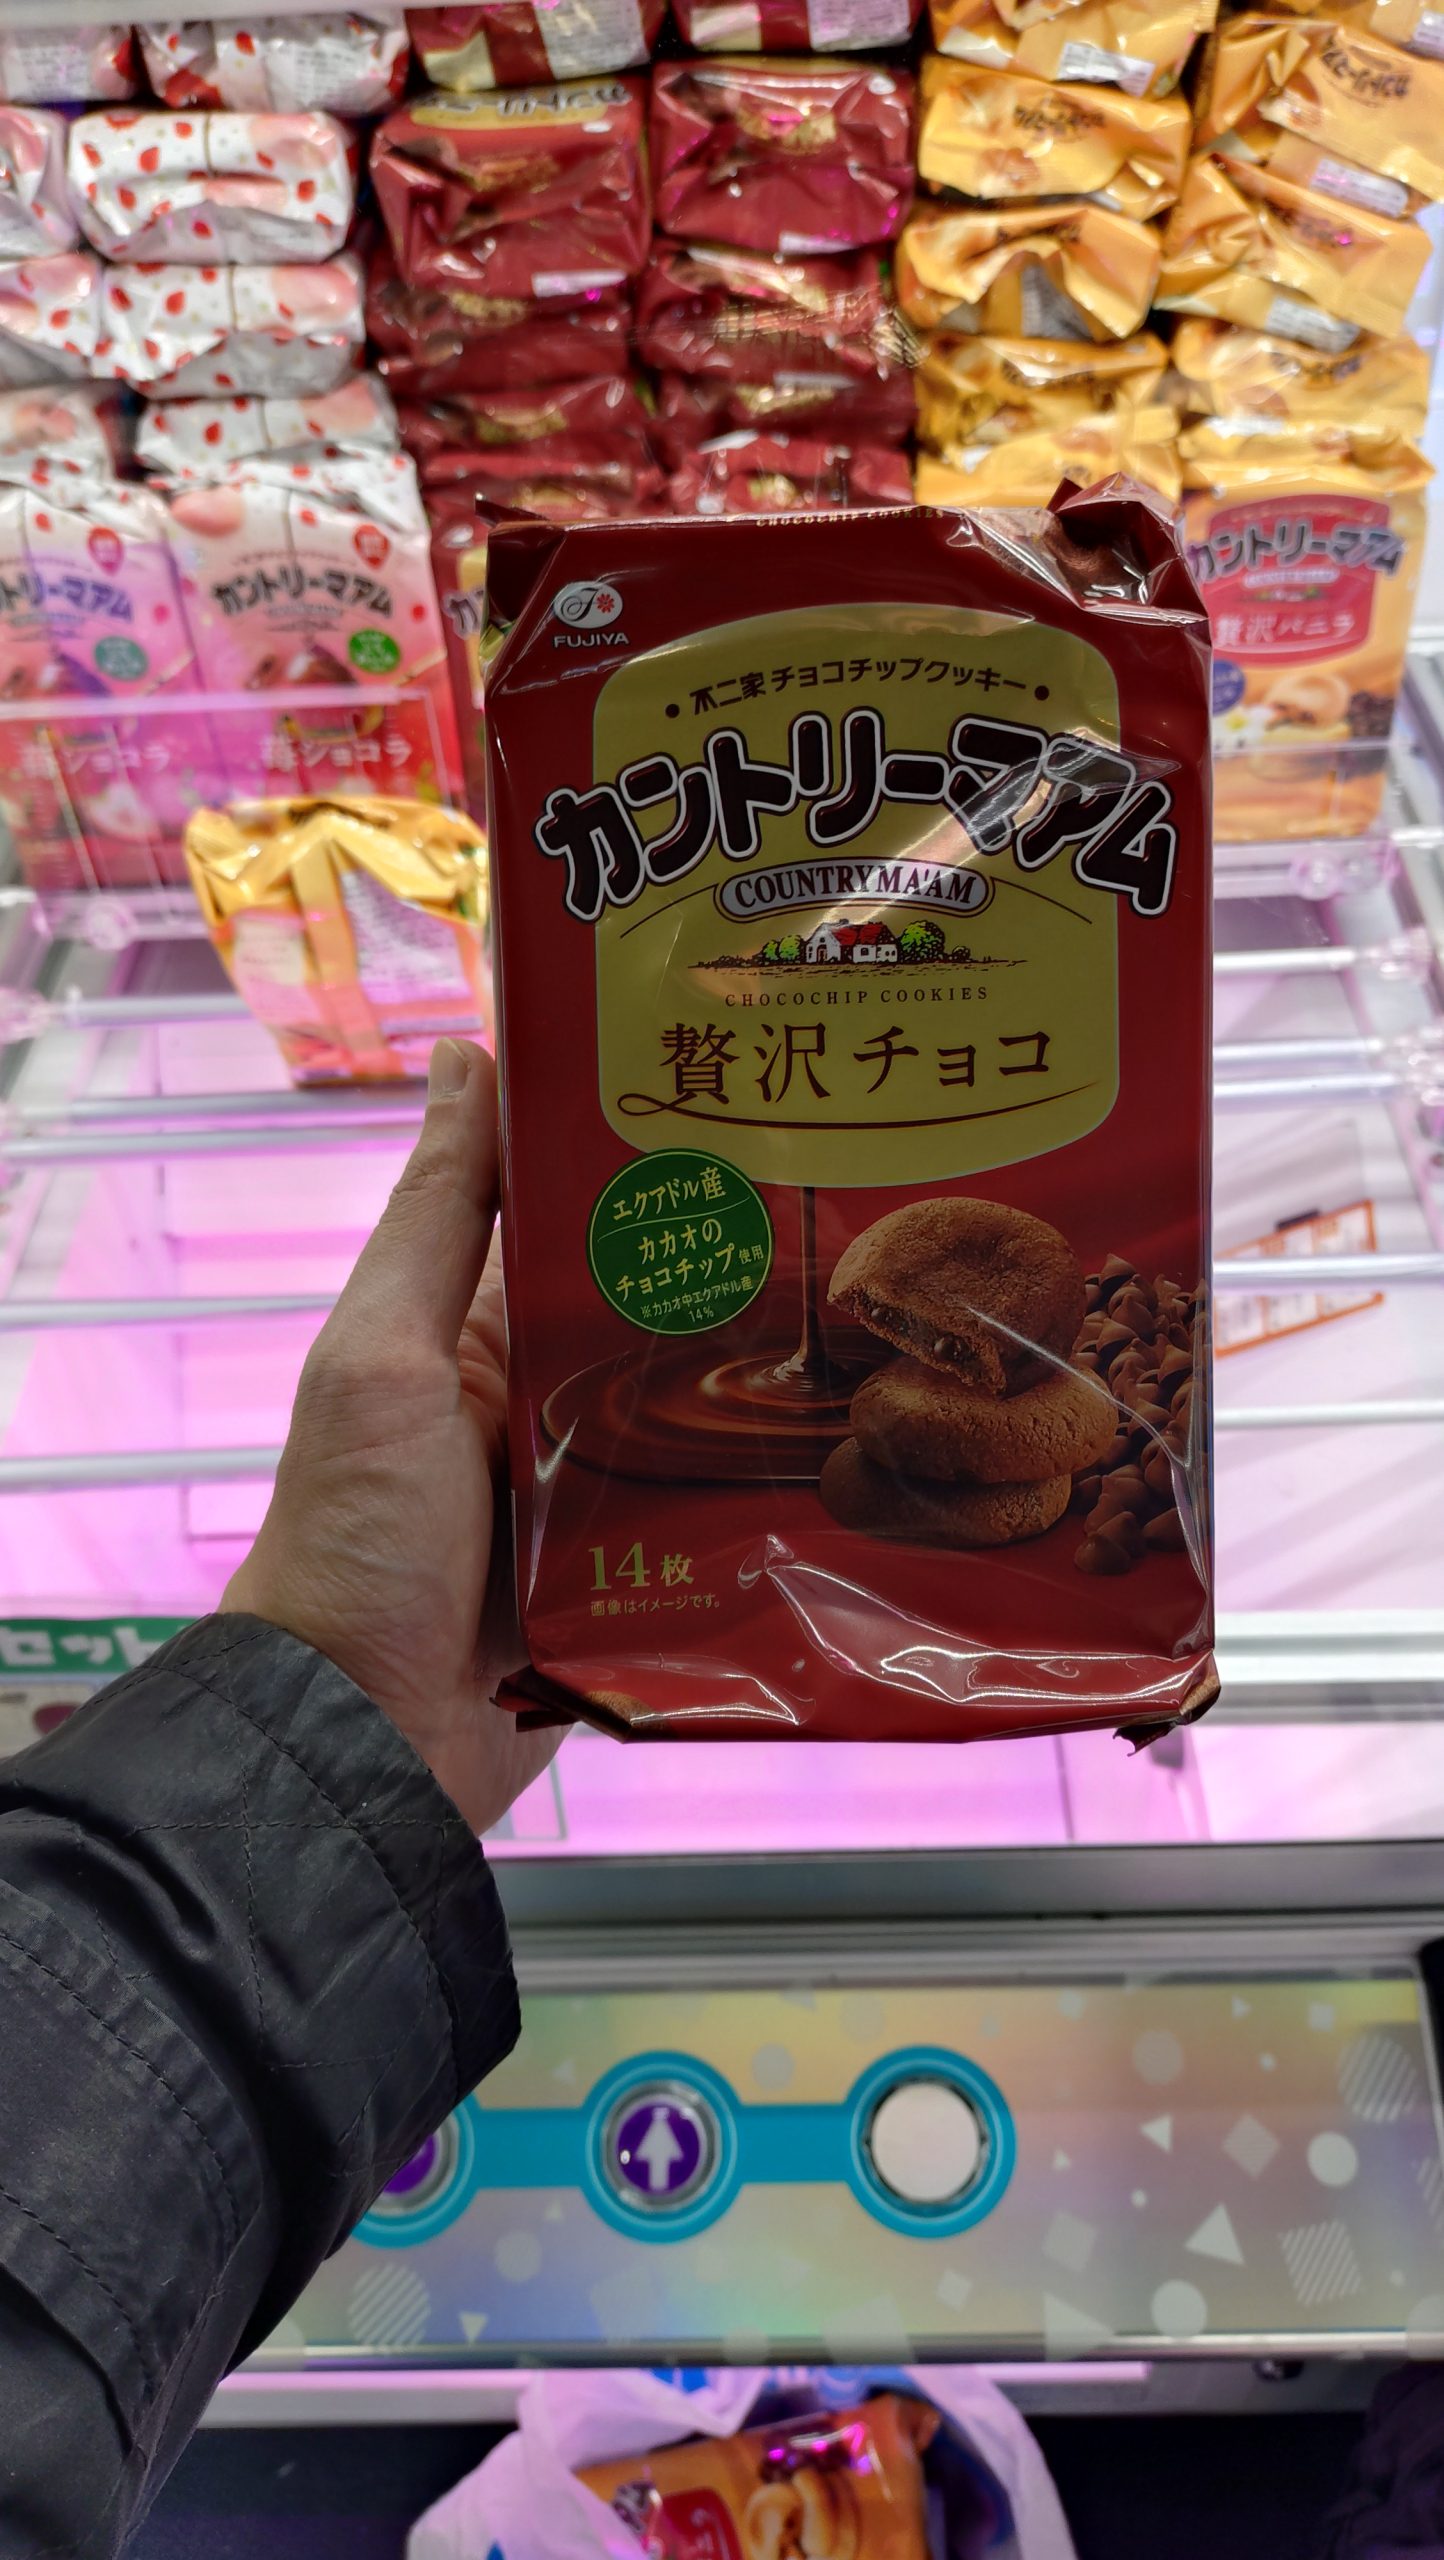 FUJIYA
●不二家 チョコチップクッキー●
カントリーマアム
COUNTRY MA'AM
CHOCOCHIP COOKIES
贅沢チョコ
エクアドル産
カカオの
チョコチップ使用
※カカオ中エクアドル産
14%
14枚
画像はイメージです。
CHOCOCHIP COOKIES
カントリーマアム
苺ショコラ
苺ショコラ
カントリーマアム
贅沢バニラ
セット